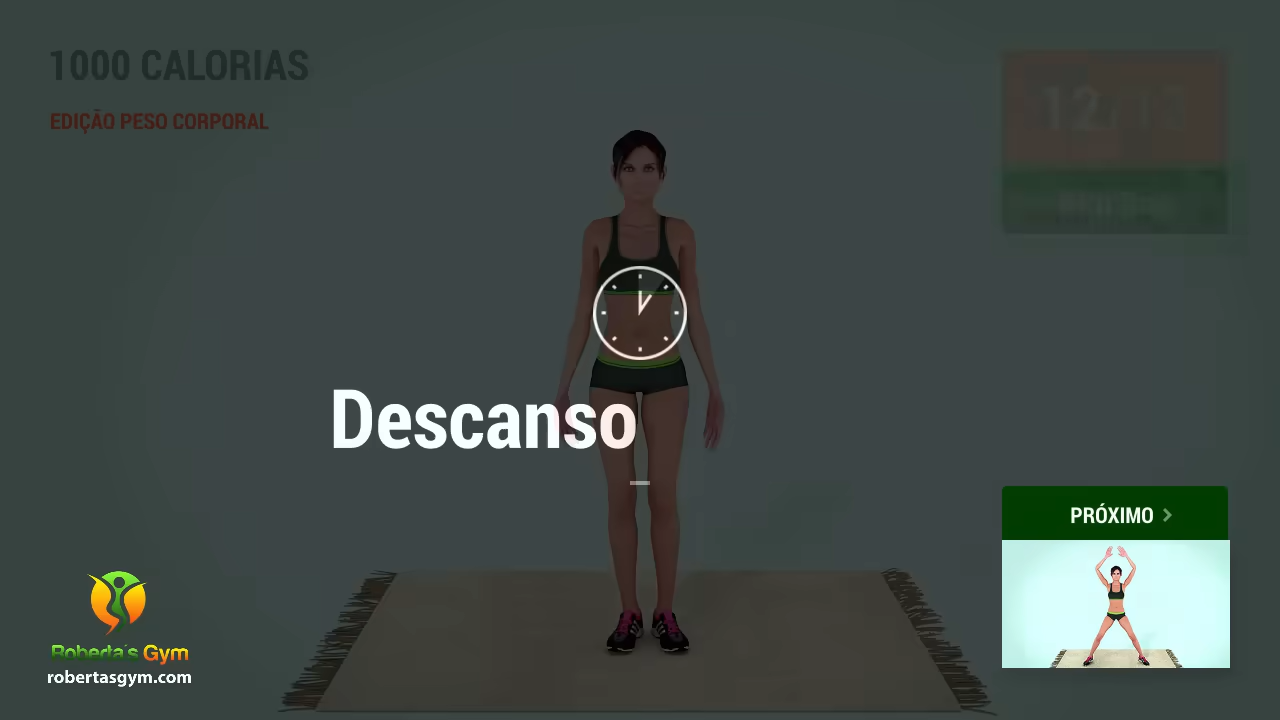 1000 CALORIAS
EDIÇÃO PESO CORPORAL
Descanso
PRÓXIMO
Roberta's Gym
robertasgym.com